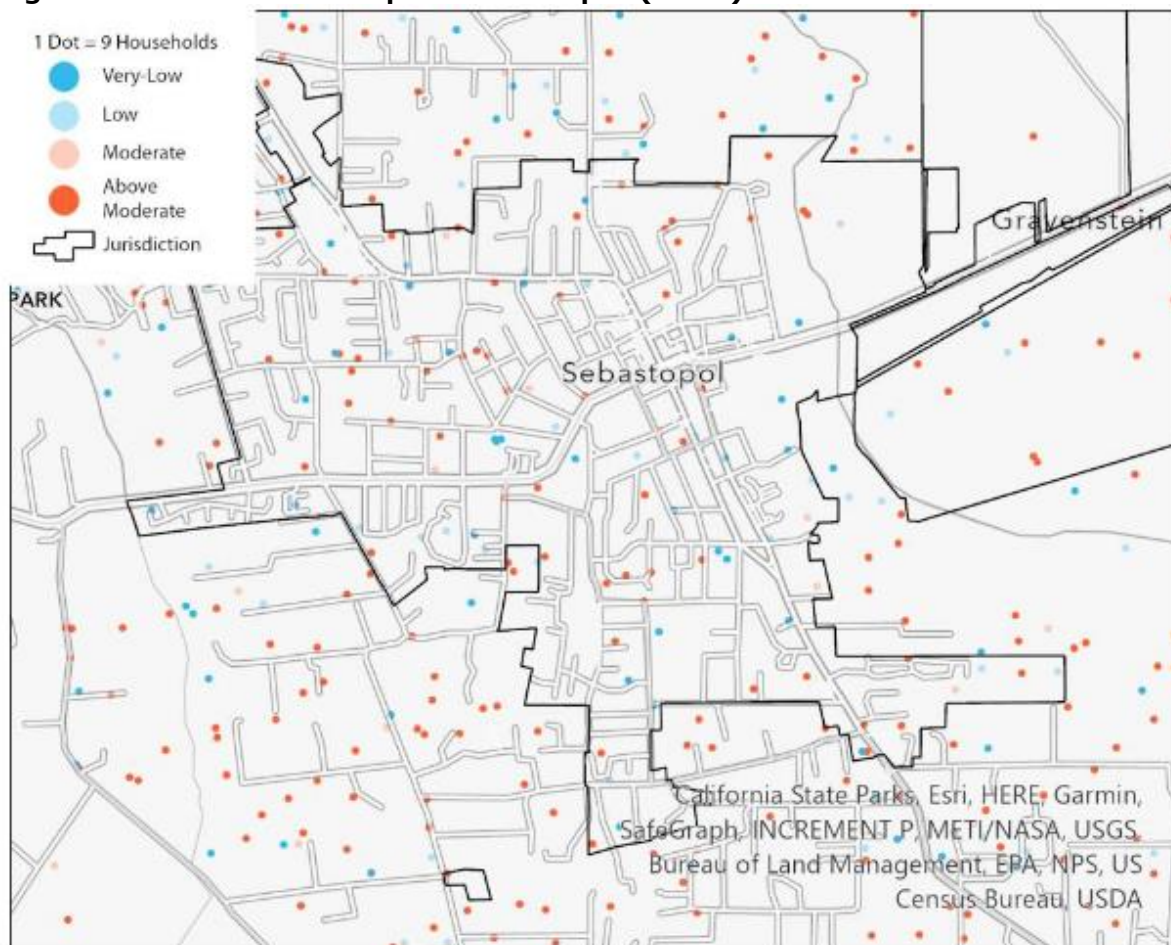 1 Dot = 9 Households
Very-Low
Low
Moderate
Above
Moderate
Jurisdiction
PARK
Gravenstein
Sebastopol
California State Parks, Esri, HERE, Garmin,
SafeGraph, INCREMENT P, METI/NASA, USGS,
Bureau of Land Management, EPA, NPS, US
Census Bureau, USDA